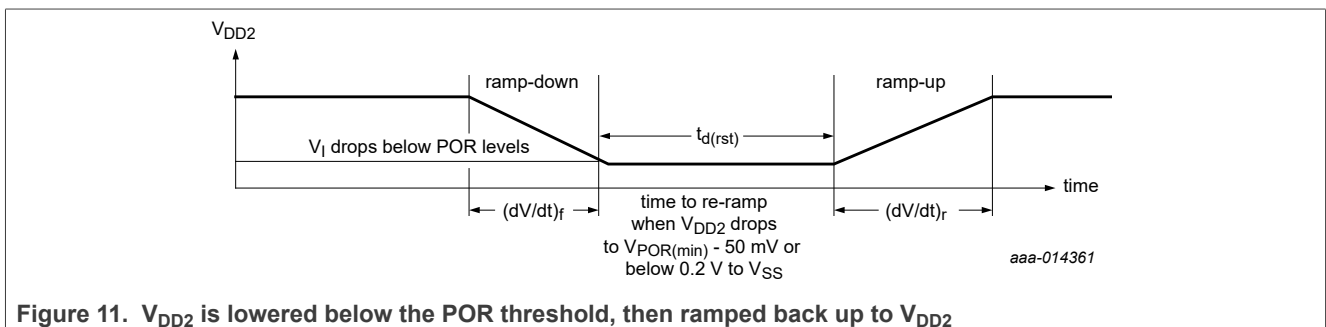 VDD2
ramp-down
ramp-up
td(rst)
VI drops below POR levels
time
(dV/dt)f
time to re-ramp
when VDD2 drops
to VPOR(min) - 50 mV or
below 0.2 V to VSS
(dV/dt)r
aaa-014361
Figure 11. VDD2 is lowered below the POR threshold, then ramped back up to VDD2